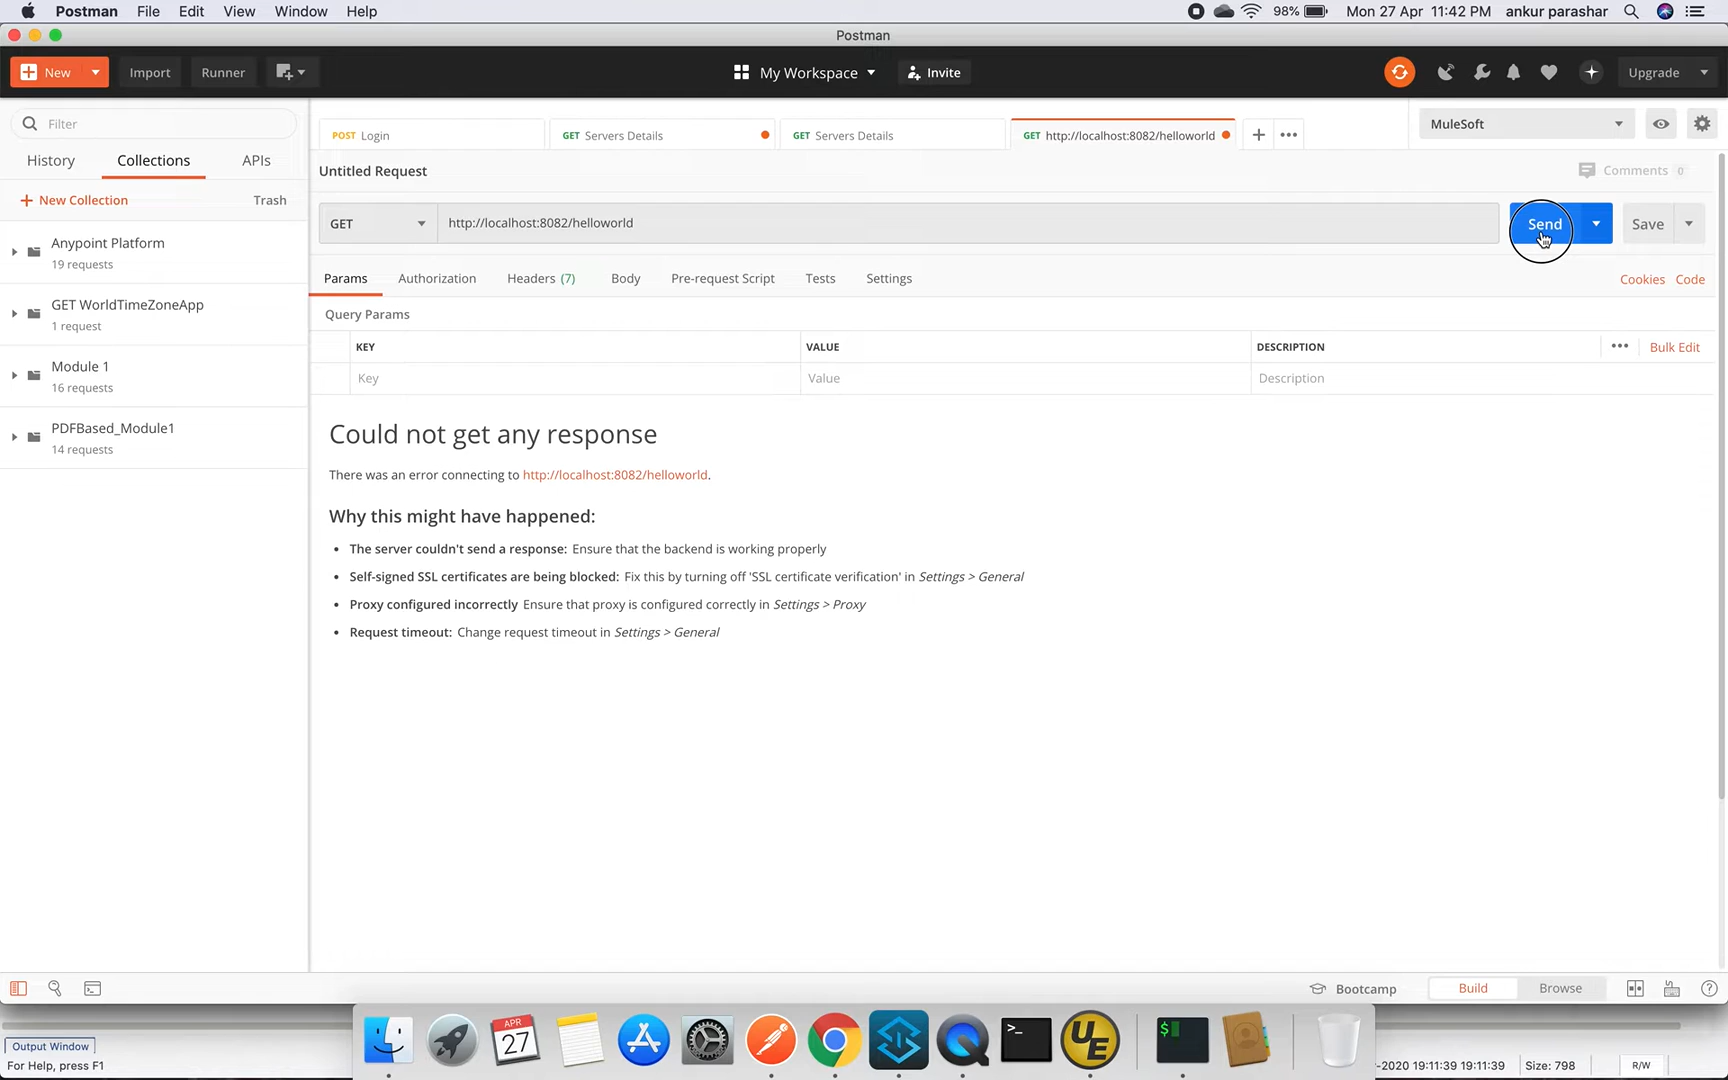 Postman File Edit View Window Help 98% Mon 27 Apr 11:42 PM ankur parashar
Postman
New Import Runner My Workspace Invite Upgrade
Filter
History Collections APIs
New Collection Trash
Anypoint Platform
19 requests
GET WorldTimeZoneApp
1 request
Module 1
16 requests
PDFBased_Module1
14 requests
POST Login GET Servers Details GET Servers Details GET http://localhost:8082/helloworld MuleSoft
Untitled Request Comments 0
GET http://localhost:8082/helloworld Send Save
Params Authorization Headers (7) Body Pre-request Script Tests Settings Cookies Code
Query Params
KEY VALUE DESCRIPTION Bulk Edit
Key Value Description
Could not get any response
There was an error connecting to http://localhost:8082/helloworld.
Why this might have happened:
• The server couldn't send a response: Ensure that the backend is working properly
• Self-signed SSL certificates are being blocked: Fix this by turning off 'SSL certificate verification' in Settings > General
• Proxy configured incorrectly Ensure that proxy is configured correctly in Settings > Proxy
• Request timeout: Change request timeout in Settings > General
Bootcamp Build Browse
APR
27
>_
UE
$
Output Window
For Help, press F1 -2020 19:11:39 19:11:39 Size: 798 R/W